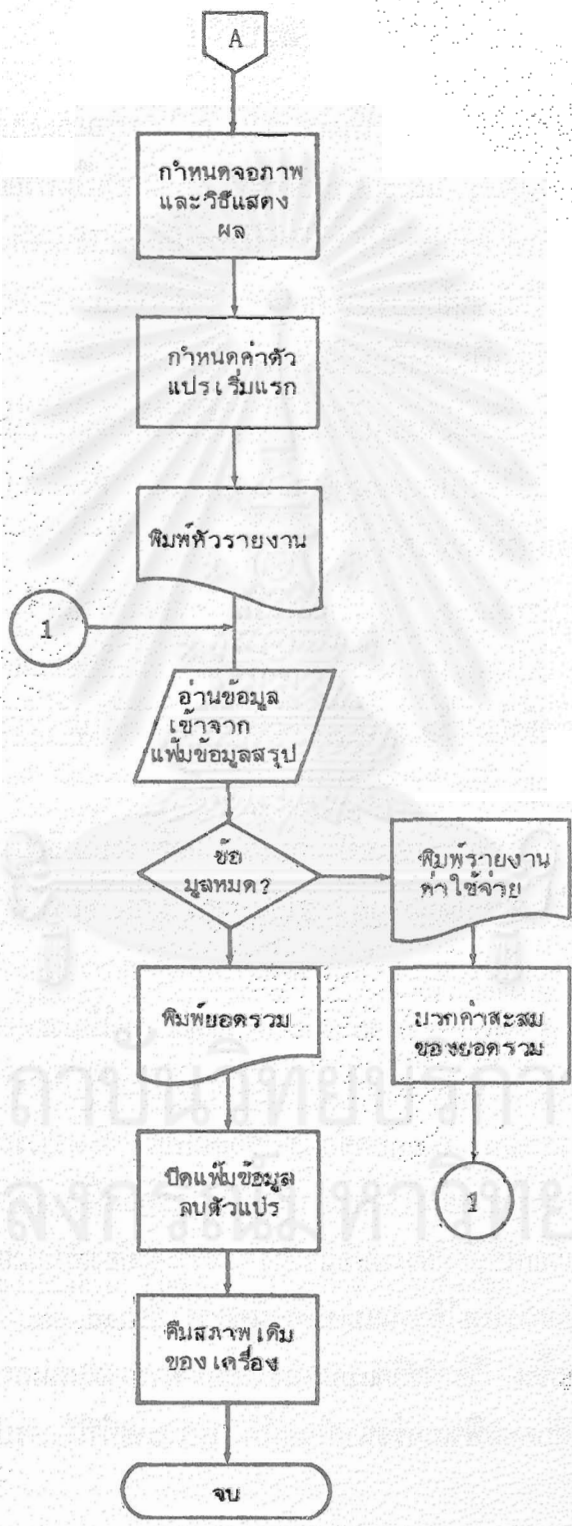 A
กำหนดจอภาพ
และวิธีแสดง
ผล
กำหนดค่าตัว
แปรเริ่มแรก
พิมพ์หัวรายงาน
1
อ่านข้อมูล
เข้าจาก
แฟ้มข้อมูลสรุป
ข้อ
มูลหมด?
พิมพ์รายงาน
ค่าใช้จ่าย
พิมพ์ยอดรวม
บวกค่าสะสม
ของยอดรวม
ปิดแฟ้มข้อมูล
ลบตัวแปร
1
คืนสภาพเดิม
ของเครื่อง
จบ